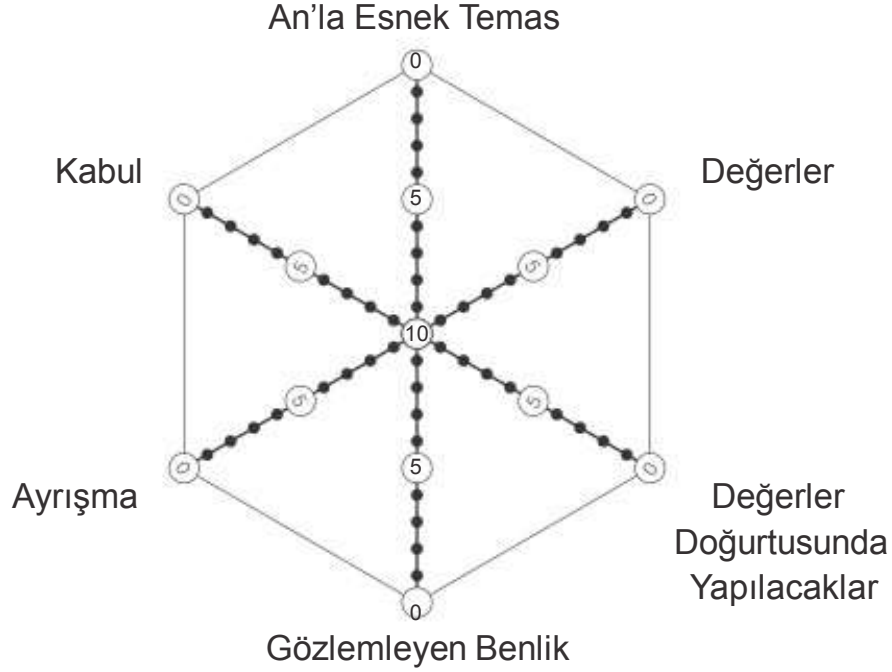 An’la Esnek Temas
0
Kabul
Değerler
0
0
5
5
5
10
5
5
5
0
0
Ayrışma
Değerler
Doğurtusunda
Yapılacaklar
0
Gözlemleyen Benlik